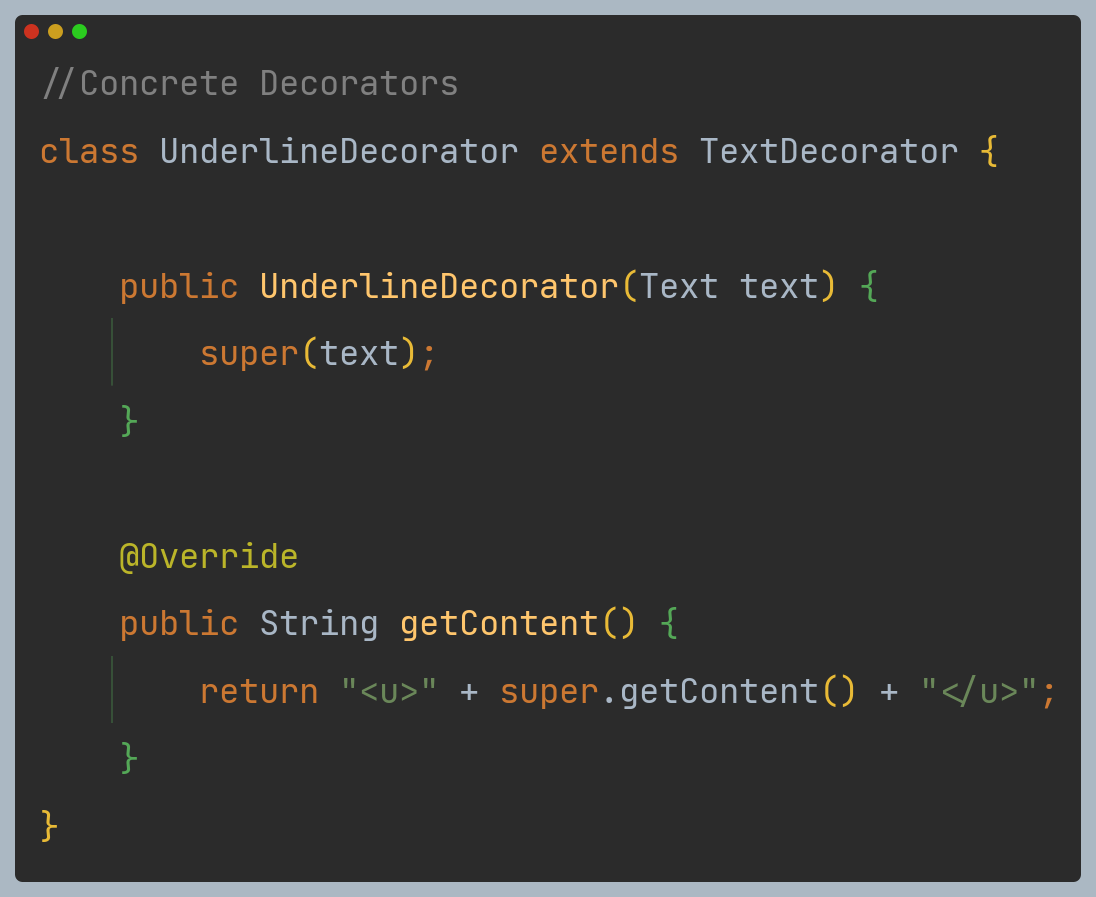 //Concrete Decorators
class UnderlineDecorator extends TextDecorator {
    public UnderlineDecorator(Text text) {
        super(text);
    }
    @Override
    public String getContent() {
        return "<u>" + super.getContent() + "</u>";
    }
}